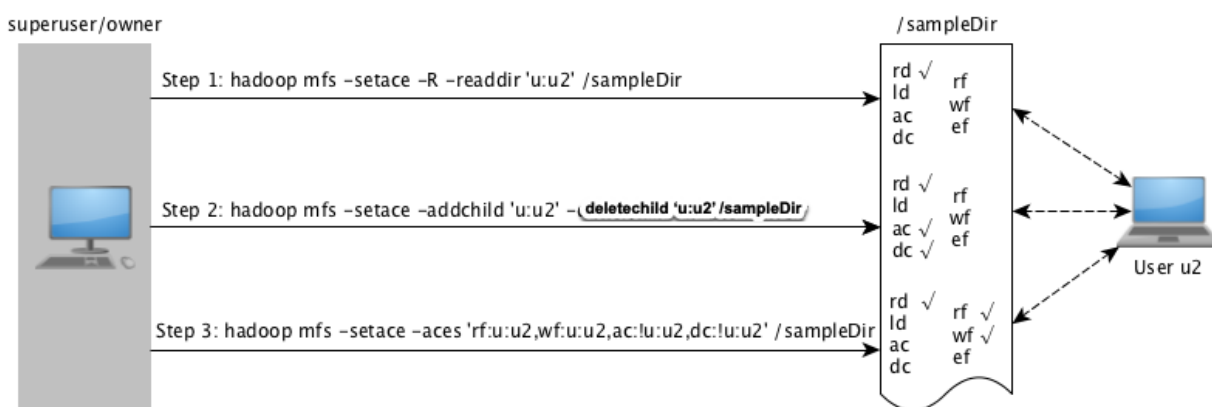 superuser/owner
/sampleDir
Step 1: hadoop mfs -setace -R -readdir 'u:u2' /sampleDir
rd √ rf
ld wf
ac ef
dc
Step 2: hadoop mfs -setace -addchild 'u:u2' -deletechild 'u:u2' /sampleDir
rd √ rf
ld wf
ac √ ef
dc √
User u2
Step 3: hadoop mfs -setace -aces 'rf:u:u2,wf:u:u2,ac:!u:u2,dc:!u:u2' /sampleDir
rd √ rf √
ld wf √
ac ef
dc